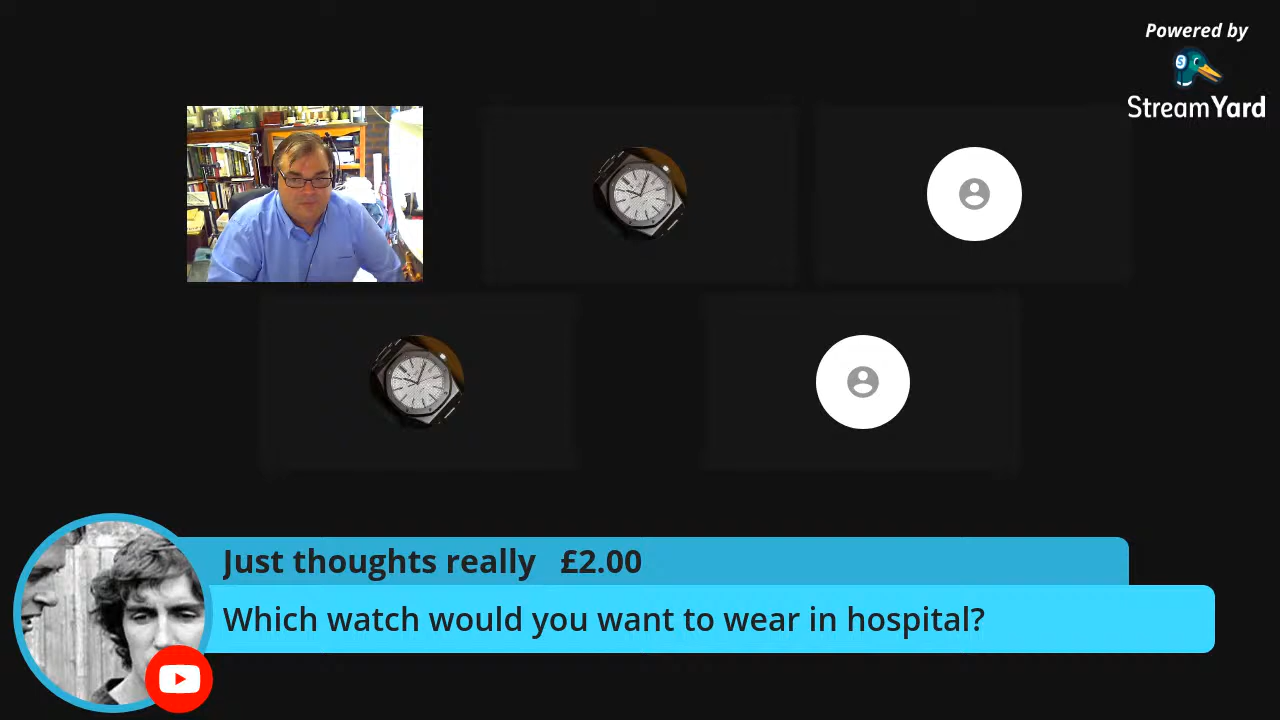 Powered by
StreamYard
Just thoughts really £2.00
Which watch would you want to wear in hospital?